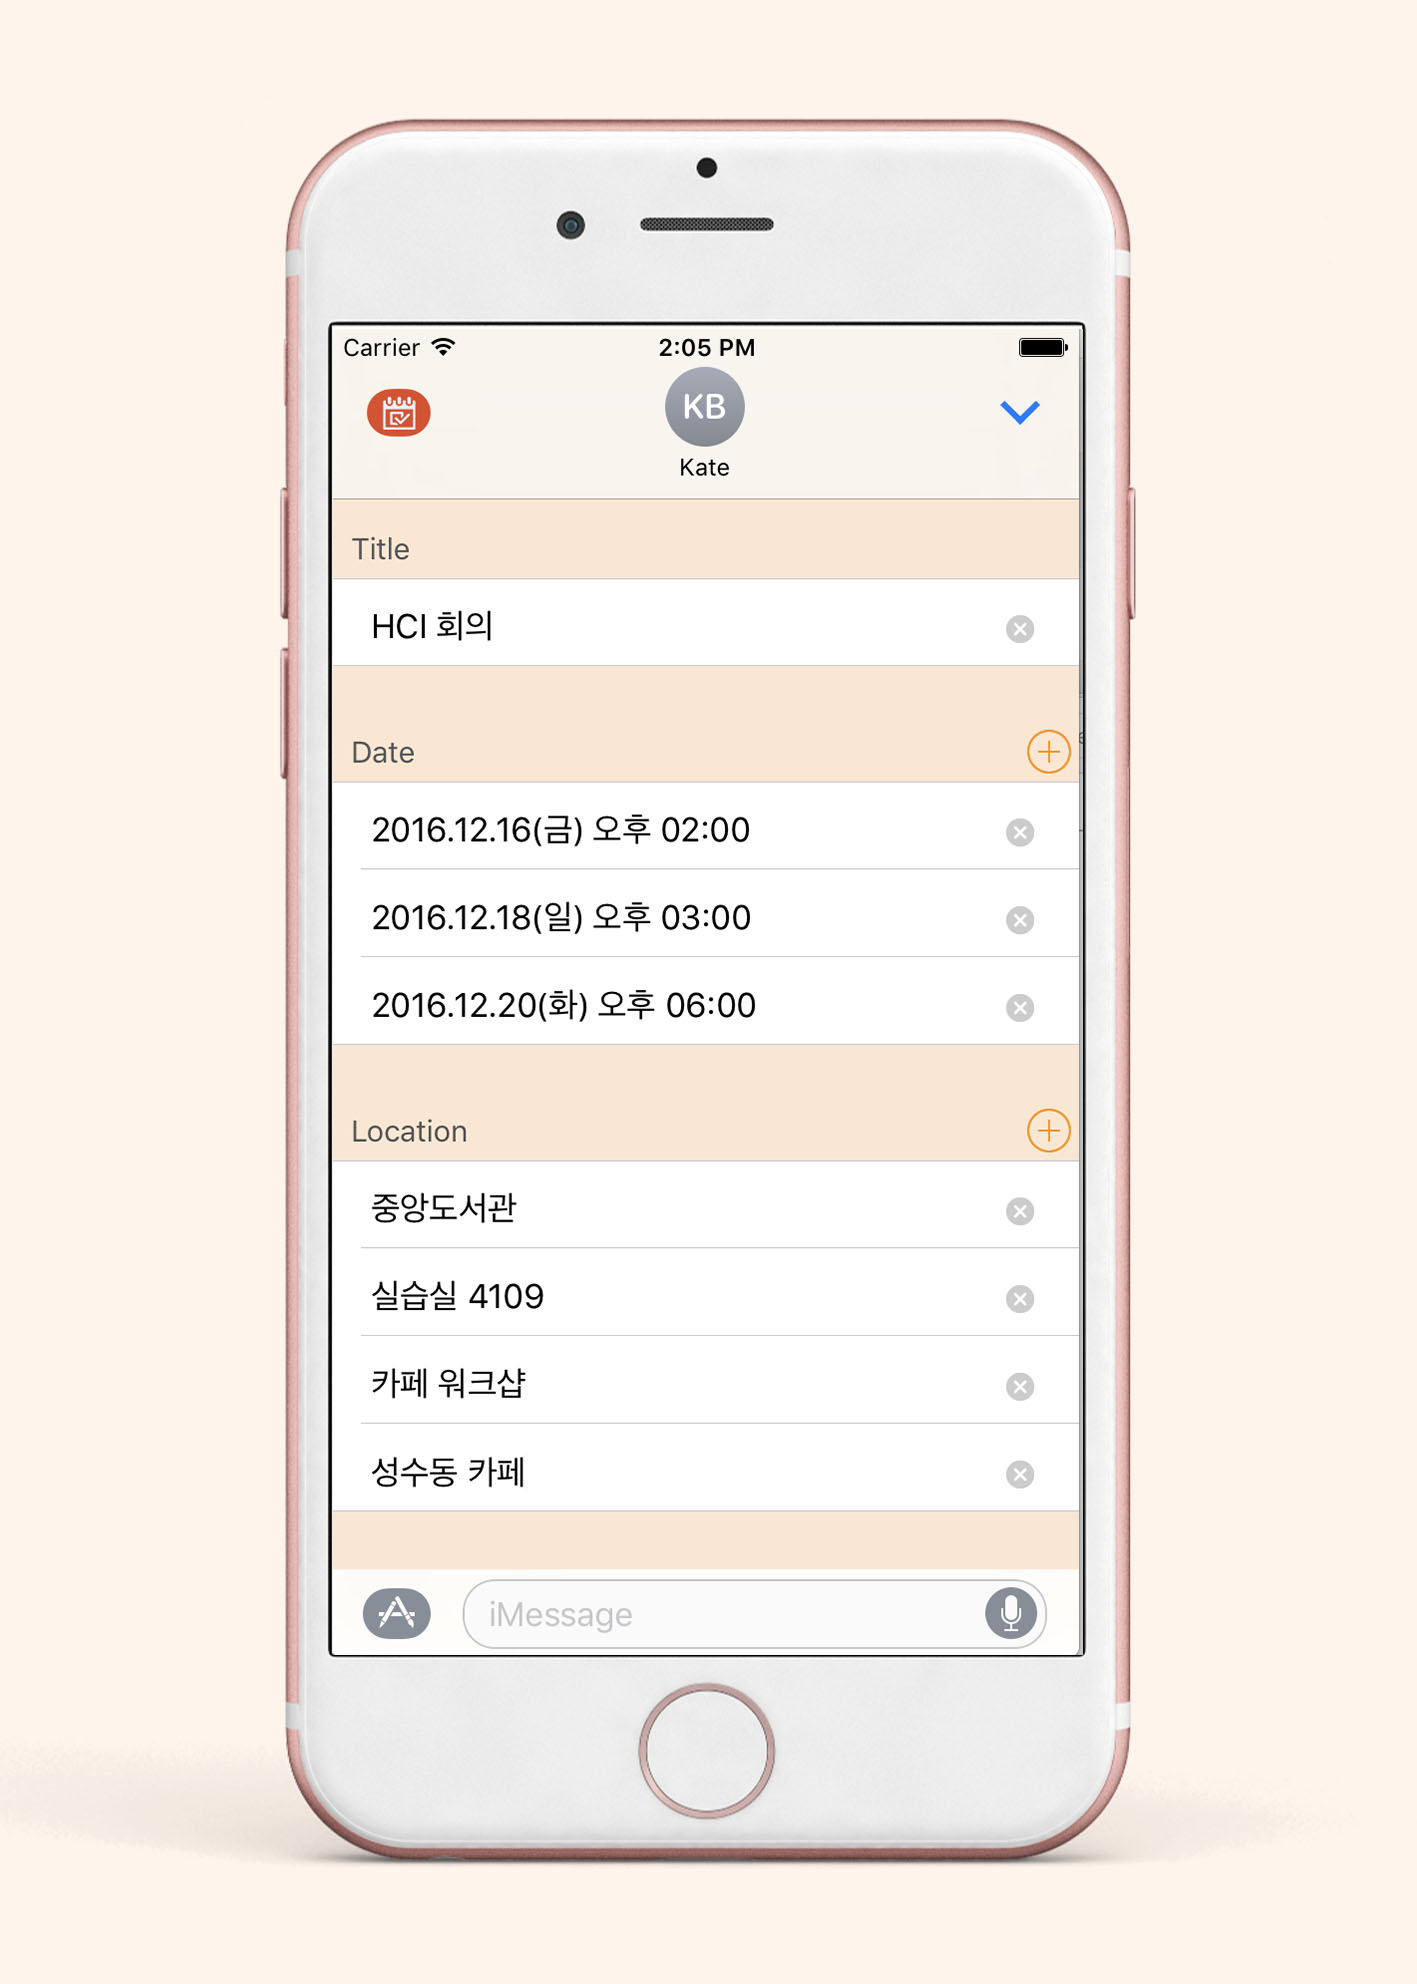 Carrier 2:05 PM
KB
Kate
Title
HCI 회의
Date
2016.12.16(금) 오후 02:00
2016.12.18(일) 오후 03:00
2016.12.20(화) 오후 06:00
Location
중앙도서관
실습실 4109
카페 워크샵
성수동 카페
iMessage